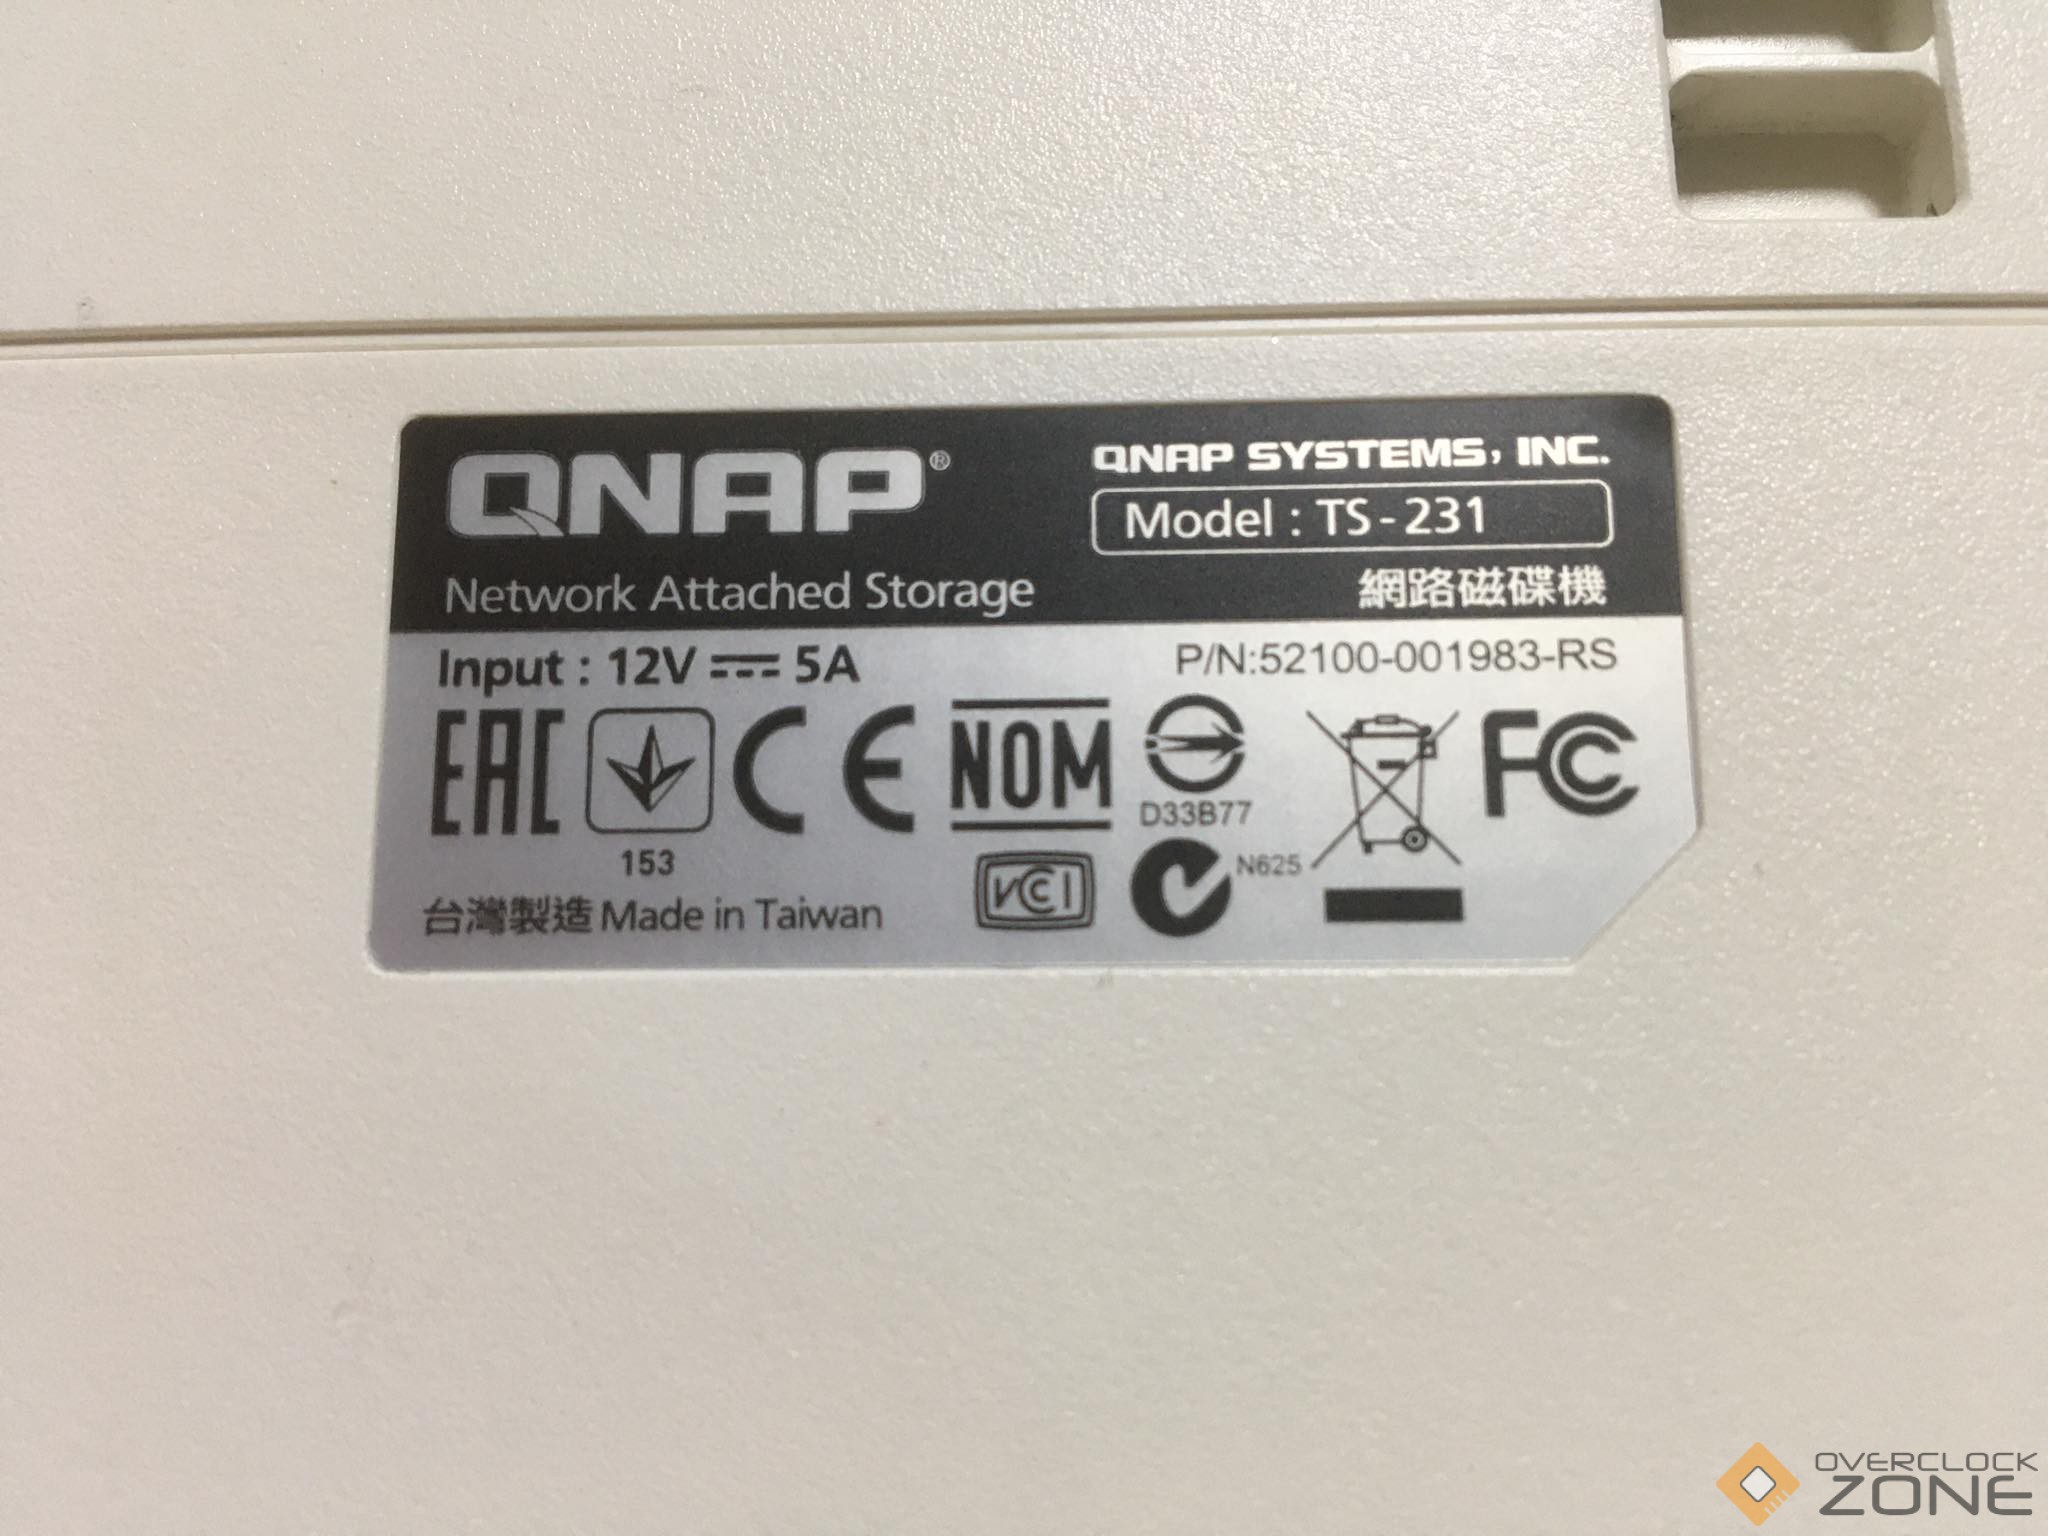 QNAP®
QNAP SYSTEMS, INC.
Model : TS-231
Network Attached Storage
網路磁碟機
Input : 12V ⎓ 5A
P/N:52100-001983-RS
EAC
CE
NOM
D33B77
FC
153
VCI
N625
台灣製造 Made in Taiwan
OVERCLOCK
ZONE